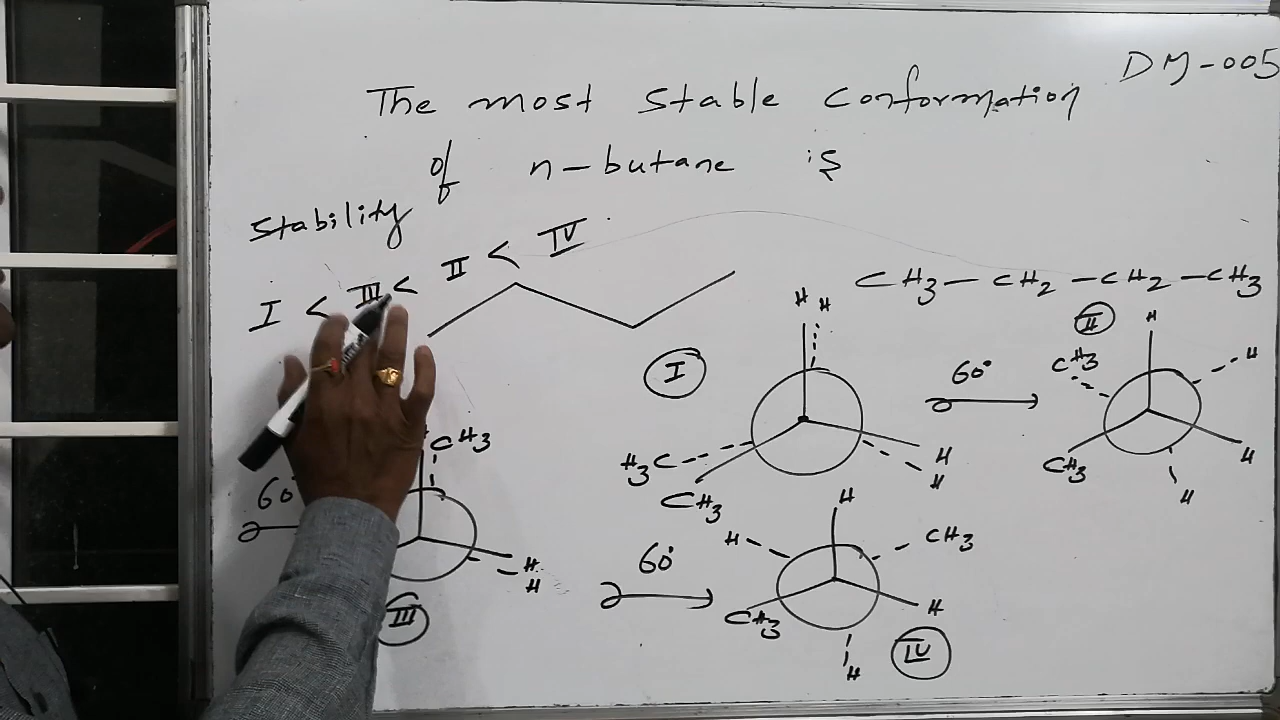 DM-005
The most stable conformation
of n-butane is
Stability
I < III < II < IV
CH3-CH2-CH2-CH3
I
H H
H3C
CH3
H
H
60°
II
H
CH3
H
CH3
H
H
60°
CH3
H
H
III
60°
H
H
CH3
CH3
H
H
IV